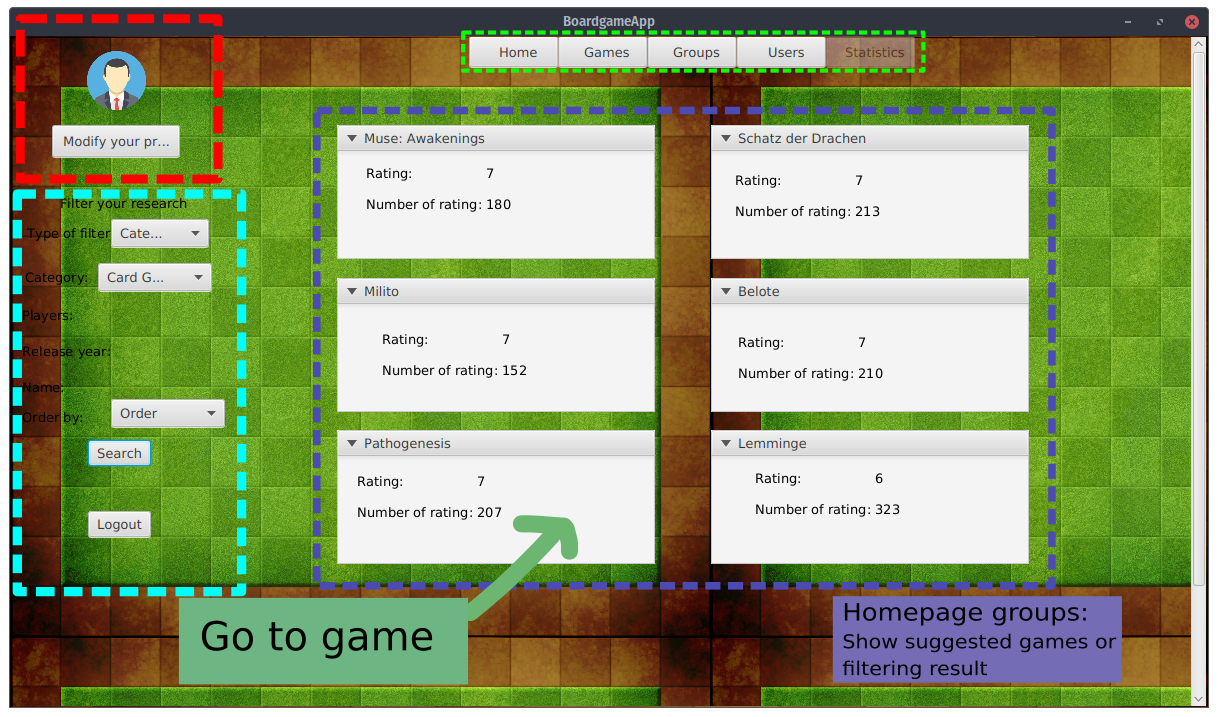 BoardgameApp
Home Games Groups Users Statistics
Modify your pr...
Filter your research
Type of filter Cate...
Category: Card G...
Players:
Release year:
Name:
Order by: Order
Search
Logout
Muse: Awakenings
Rating: 7
Number of rating: 180
Schatz der Drachen
Rating: 7
Number of rating: 213
Milito
Rating: 7
Number of rating: 152
Belote
Rating: 7
Number of rating: 210
Pathogenesis
Rating: 7
Number of rating: 207
Lemminge
Rating: 6
Number of rating: 323
Go to game
Homepage groups:
Show suggested games or
filtering result